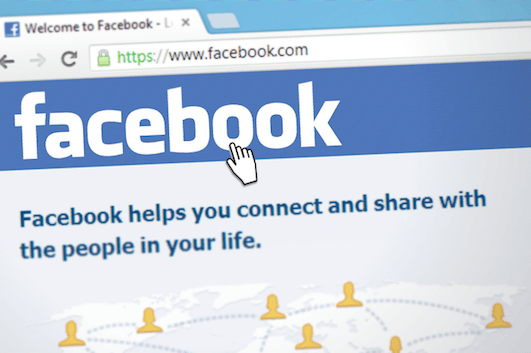 Welcome to Facebook - L
https://www.facebook.com
facebook
Facebook helps you connect and share with
the people in your life.